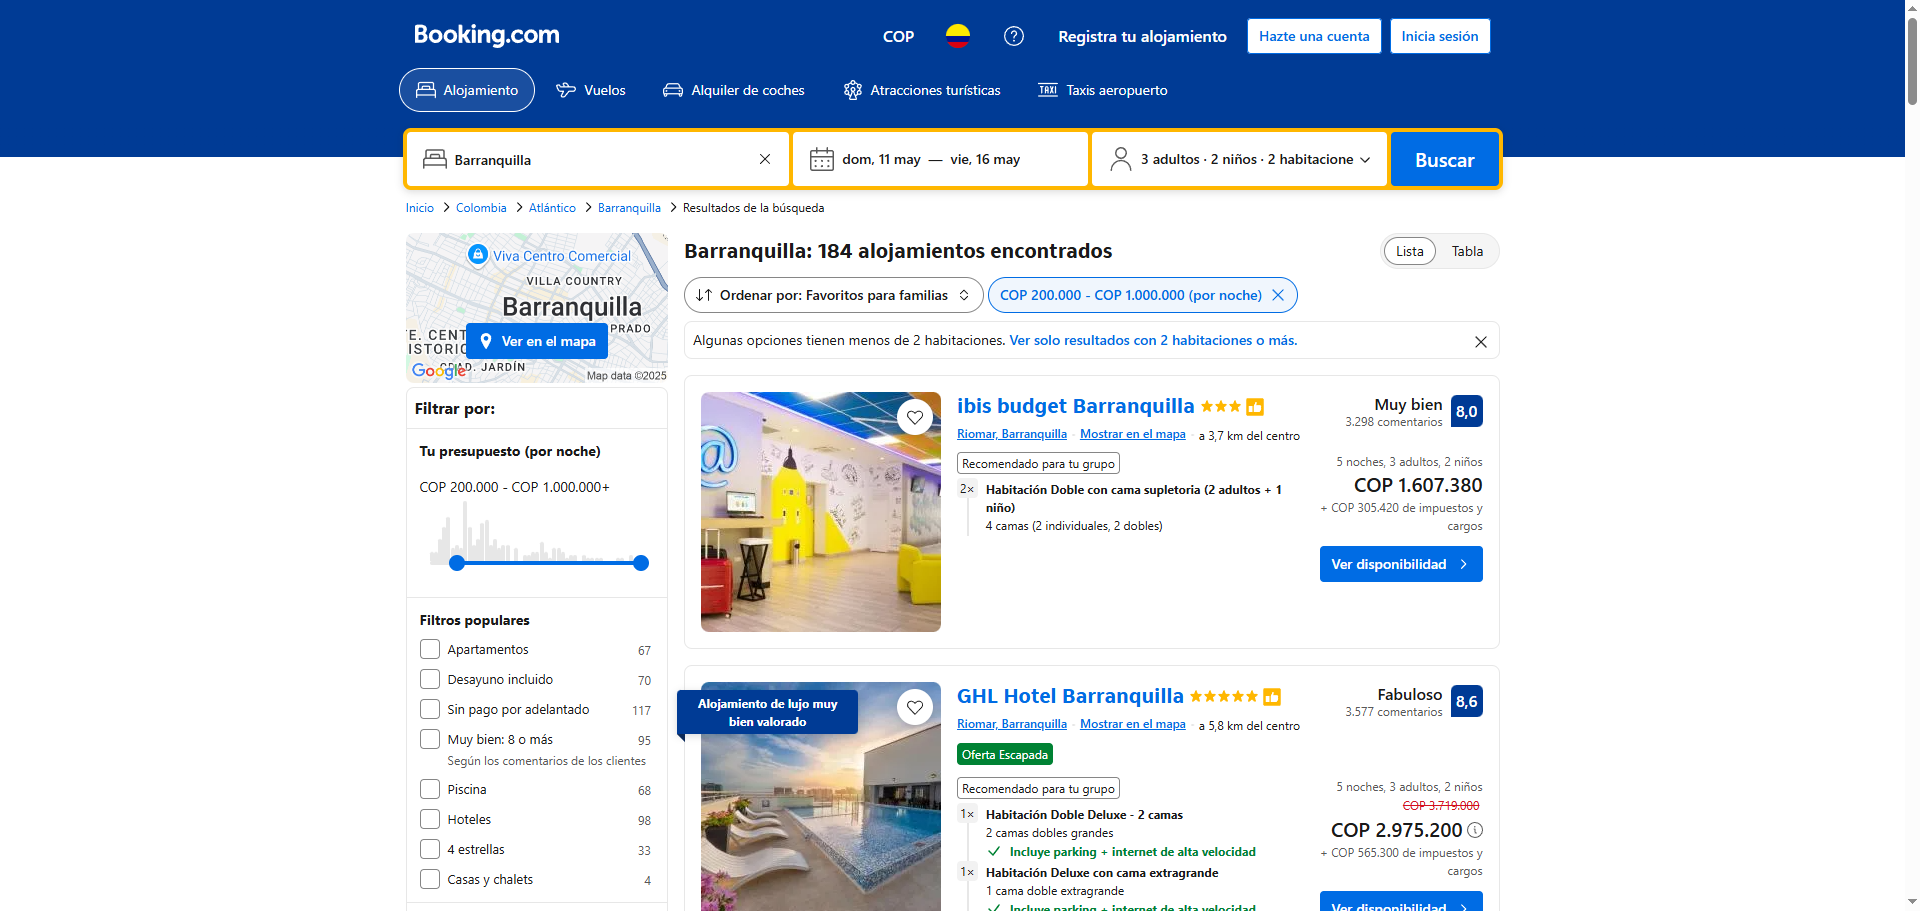 Booking.com
COP
Registra tu alojamiento
Hazte una cuenta
Inicia sesión
Alojamiento
Vuelos
Alquiler de coches
Atracciones turísticas
TAXI
Taxis aeropuerto
Barranquilla
dom, 11 may — vie, 16 may
3 adultos · 2 niños · 2 habitacione
Buscar
Inicio
Colombia
Atlántico
Barranquilla
Resultados de la búsqueda
Viva Centro Comercial
VILLA COUNTRY
Barranquilla
PRADO
E. CENT
ISTORIC
Ver en el mapa
DAD. JARDÍN
Google
Map data ©2025
Filtrar por:
Tu presupuesto (por noche)
COP 200.000 - COP 1.000.000+
Filtros populares
Apartamentos 67
Desayuno incluido 70
Sin pago por adelantado 117
Muy bien: 8 o más 95
Según los comentarios de los clientes
Piscina 68
Hoteles 98
4 estrellas 33
Casas y chalets 4
Barranquilla: 184 alojamientos encontrados
Lista
Tabla
Ordenar por: Favoritos para familias
COP 200.000 - COP 1.000.000 (por noche)
Algunas opciones tienen menos de 2 habitaciones. Ver solo resultados con 2 habitaciones o más.
@
ibis budget Barranquilla
Riomar, Barranquilla
Mostrar en el mapa
a 3,7 km del centro
Recomendado para tu grupo
2× Habitación Doble con cama supletoria (2 adultos + 1
niño)
4 camas (2 individuales, 2 dobles)
Muy bien
3.298 comentarios
8,0
5 noches, 3 adultos, 2 niños
COP 1.607.380
+ COP 305.420 de impuestos y
cargos
Ver disponibilidad
Alojamiento de lujo muy
bien valorado
GHL Hotel Barranquilla
Riomar, Barranquilla
Mostrar en el mapa
a 5,8 km del centro
Oferta Escapada
Recomendado para tu grupo
1× Habitación Doble Deluxe - 2 camas
2 camas dobles grandes
Incluye parking + internet de alta velocidad
1× Habitación Deluxe con cama extragrande
1 cama doble extragrande
Incluye parking + internet de alta velocidad
Fabuloso
3.577 comentarios
8,6
5 noches, 3 adultos, 2 niños
COP 3.719.000
COP 2.975.200
+ COP 565.300 de impuestos y
cargos
Ver disponibilidad